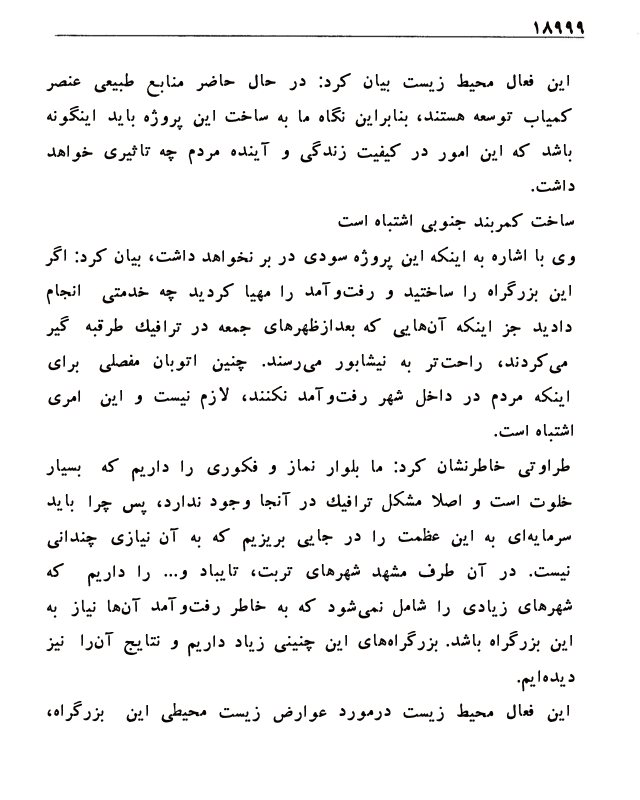 ۱۸۹۹۹
این فعال محیط زیست بیان کرد: در حال حاضر منابع طبیعی عنصر
کمیاب توسعه هستند، بنابراین نگاه ما به ساخت این پروژه باید اینگونه
باشد که این امور در کیفیت زندگی و آینده مردم چه تاثیری خواهد
داشت.
ساخت کمربند جنوبی اشتباه است
وی با اشاره به اینکه این پروژه سودی در بر نخواهد داشت، بیان کرد: اگر
این بزرگراه را ساختید و رفت‌وآمد را مهیا کردید چه خدمتی انجام
دادید جز اینکه آن‌هایی که بعدازظهرهای جمعه در ترافیك طرقبه گیر
می‌کردند، راحت‌تر به نیشابور می‌رسند. چنین اتوبان مفصلی برای
اینکه مردم در داخل شهر رفت‌وآمد نکنند، لازم نیست و این امری
اشتباه است.
طراوتی خاطرنشان کرد: ما بلوار نماز و فکوری را داریم که بسیار
خلوت است و اصلا مشکل ترافیك در آنجا وجود ندارد، پس چرا باید
سرمایه‌ای به این عظمت را در جایی بریزیم که به آن نیازی چندانی
نیست. در آن طرف مشهد شهرهای تربت، تایباد و... را داریم که
شهرهای زیادی را شامل نمی‌شود که به خاطر رفت‌وآمد آن‌ها نیاز به
این بزرگراه باشد. بزرگراه‌های این چنینی زیاد داریم و نتایج آن‌را نیز
دیده‌ایم.
این فعال محیط زیست درمورد عوارض زیست محیطی این بزرگراه،